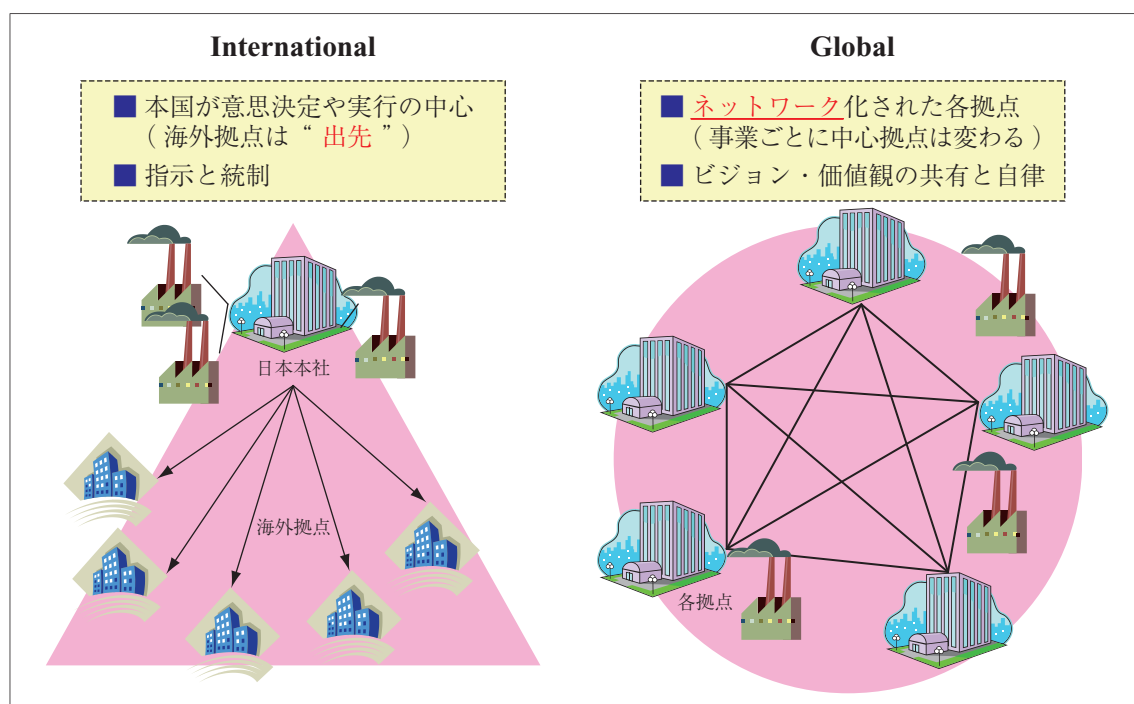 International
■ 本国が意思決定や実行の中心
( 海外拠点は “ 出先 ” )
■ 指示と統制
日本本社
海外拠点
Global
■ ネットワーク化された各拠点
( 事業ごとに中心拠点は変わる )
■ ビジョン・価値観の共有と自律
各拠点